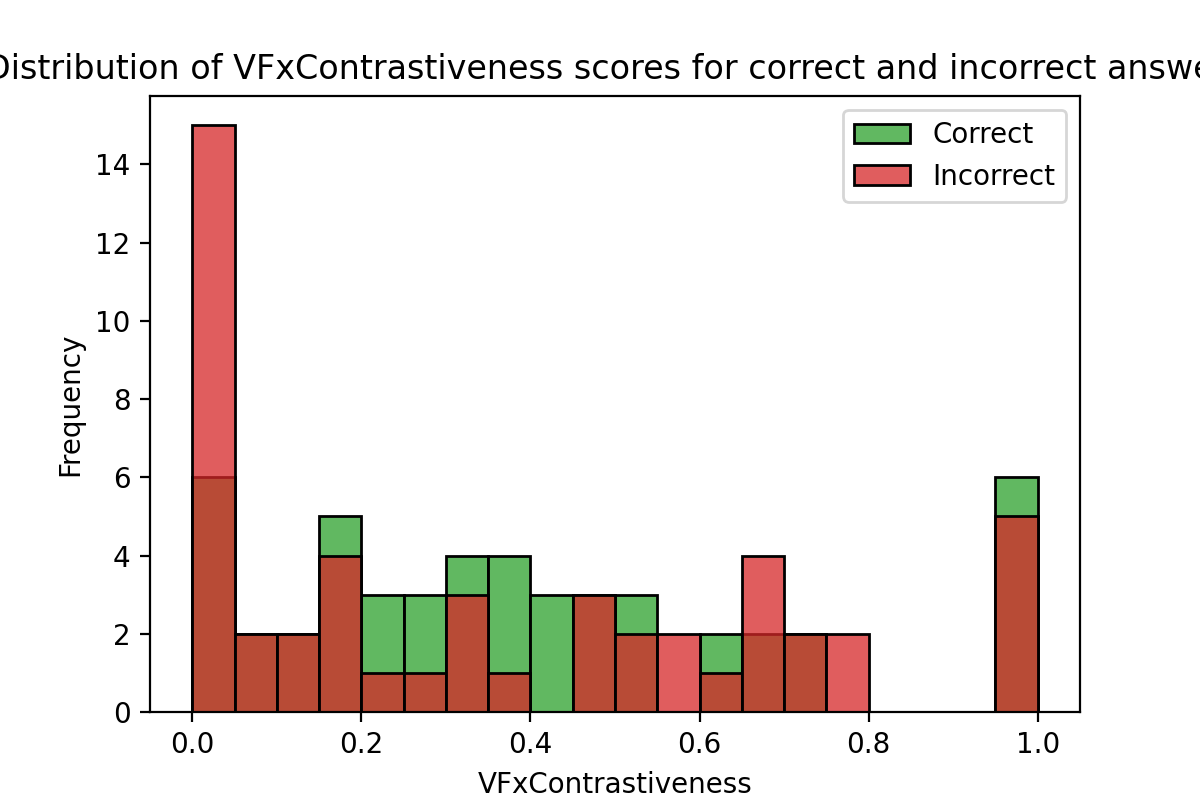 Distribution of VFxContrastiveness scores for correct and incorrect answe
Correct
Incorrect
14
12
10
8
6
4
2
0
Frequency
0.0 0.2 0.4 0.6 0.8 1.0
VFxContrastiveness